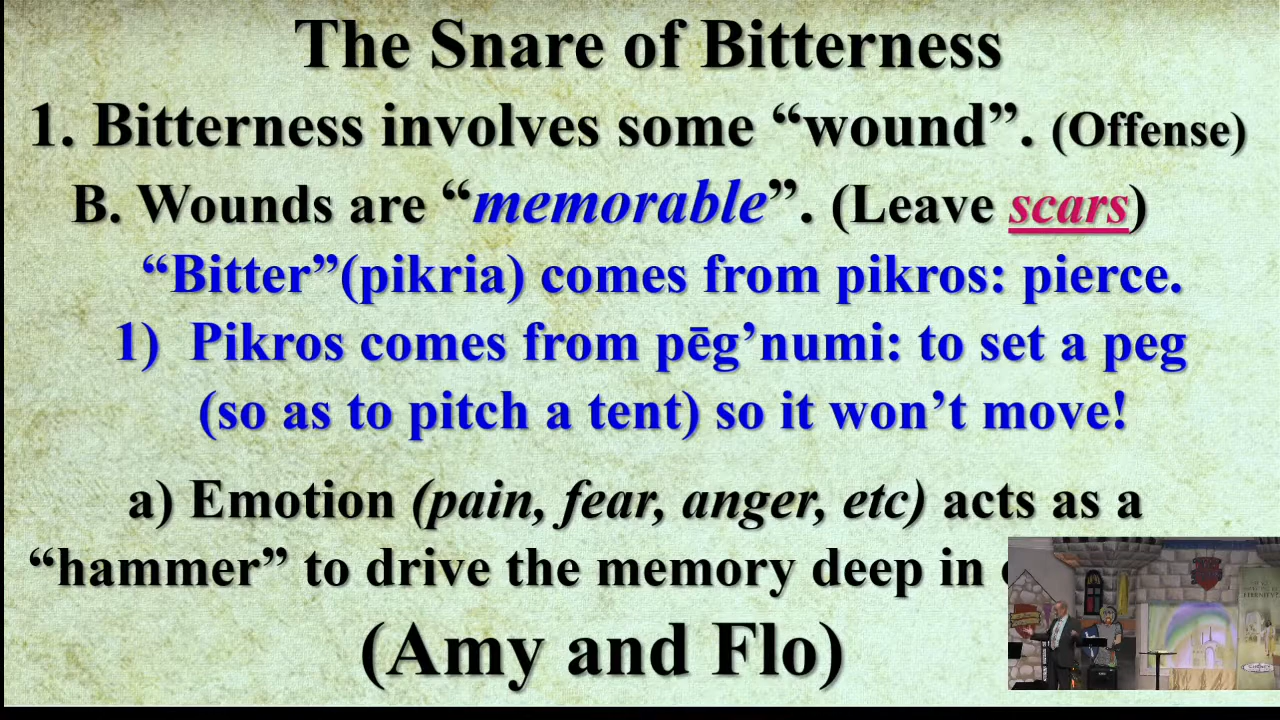 The Snare of Bitterness
1. Bitterness involves some “wound”. (Offense)
B. Wounds are “memorable”. (Leave scars)
“Bitter”(pikria) comes from pikros: pierce.
1) Pikros comes from pēg’numi: to set a peg
(so as to pitch a tent) so it won’t move!
a) Emotion (pain, fear, anger, etc) acts as a
“hammer” to drive the memory deep in
(Amy and Flo)